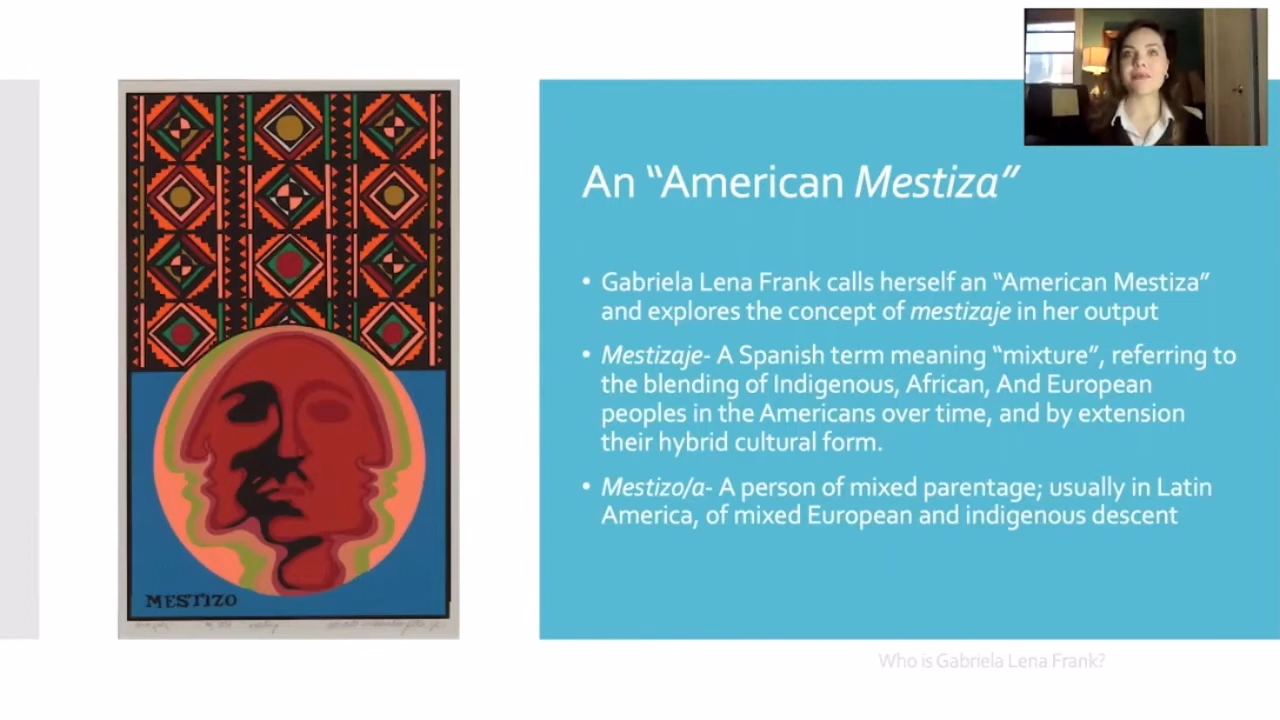 An “American Mestiza”
• Gabriela Lena Frank calls herself an “American Mestiza”
and explores the concept of mestizaje in her output
• Mestizaje- A Spanish term meaning “mixture”, referring to
the blending of Indigenous, African, And European
peoples in the Americans over time, and by extension
their hybrid cultural form.
• Mestizo/a- A person of mixed parentage; usually in Latin
America, of mixed European and indigenous descent
MESTIZO
Who is Gabriela Lena Frank?